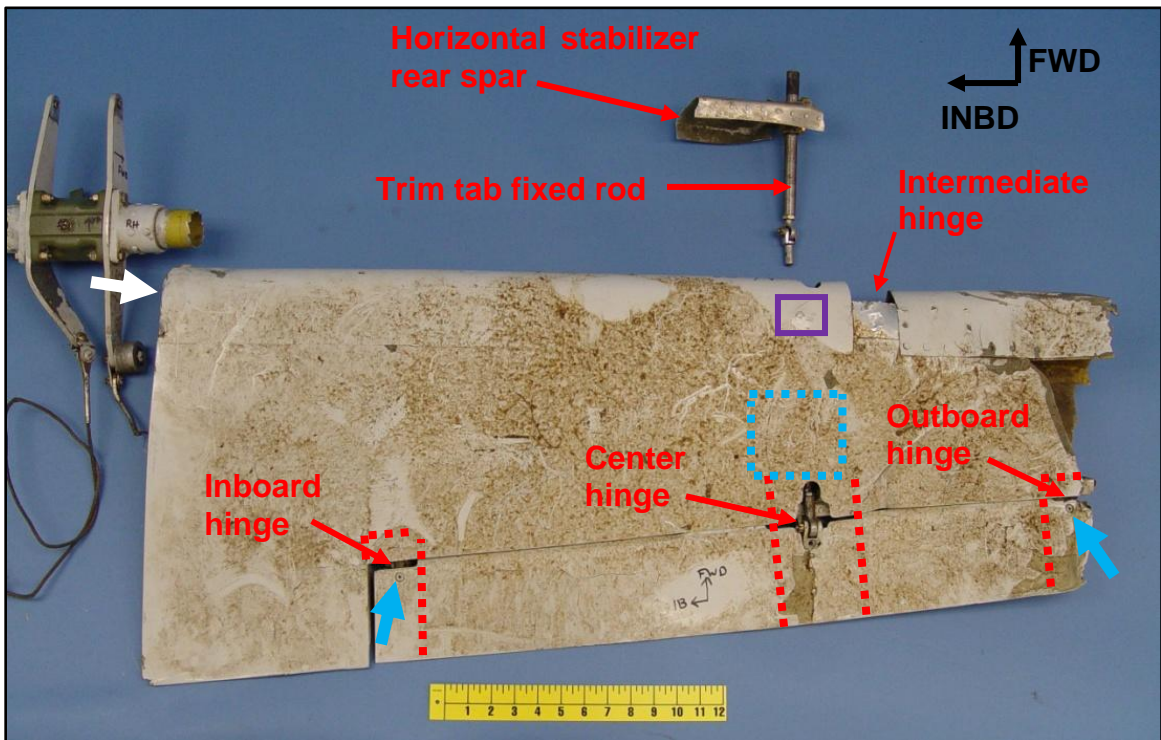 Horizontal stabilizer
rear spar
FWD
INBD
Trim tab fixed rod
Intermediate
hinge
RH
Outboard
hinge
Center
hinge
Inboard
hinge
FWD
IB
1 2 3 4 5 6 7 8 9 10 11 12